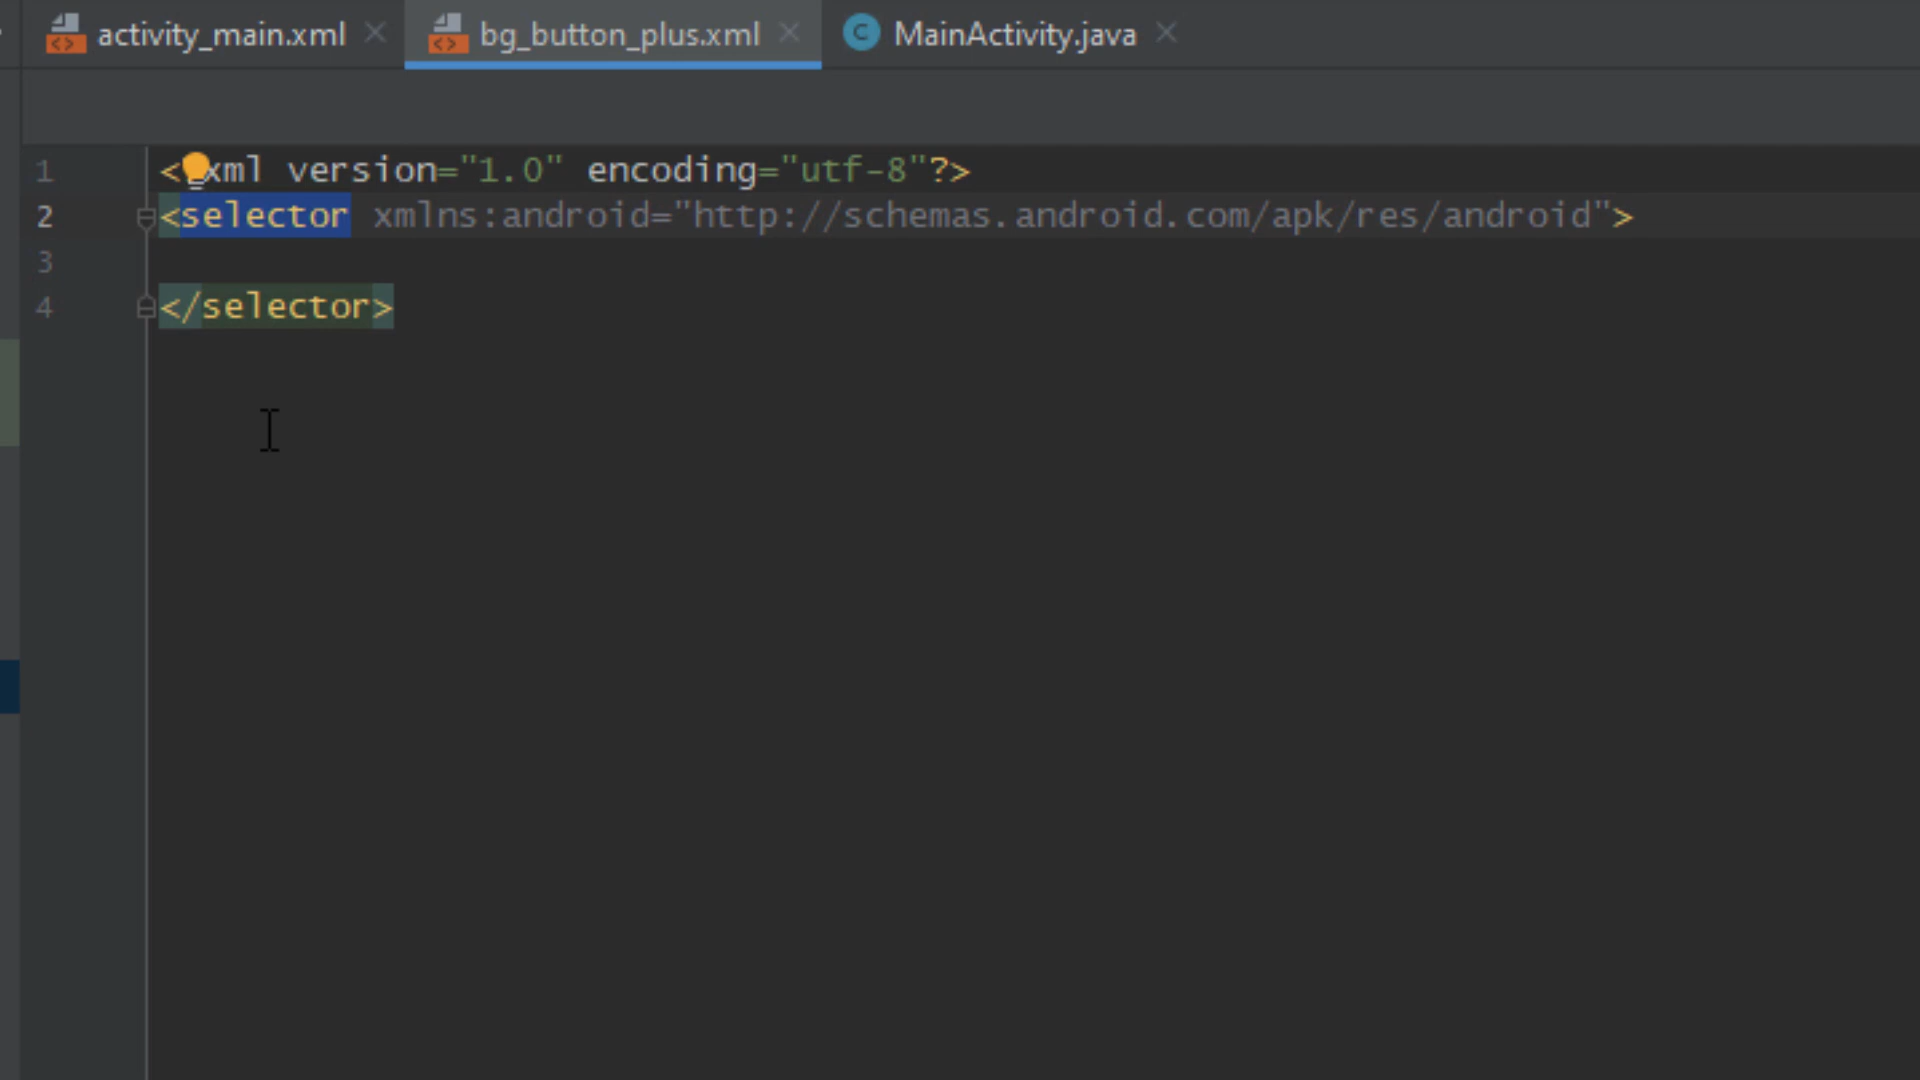 activity_main.xml bg_button_plus.xml C MainActivity.java
1 <xml version="1.0" encoding="utf-8"?>
2 <selector xmlns:android="http://schemas.android.com/apk/res/android">
3
4 </selector>